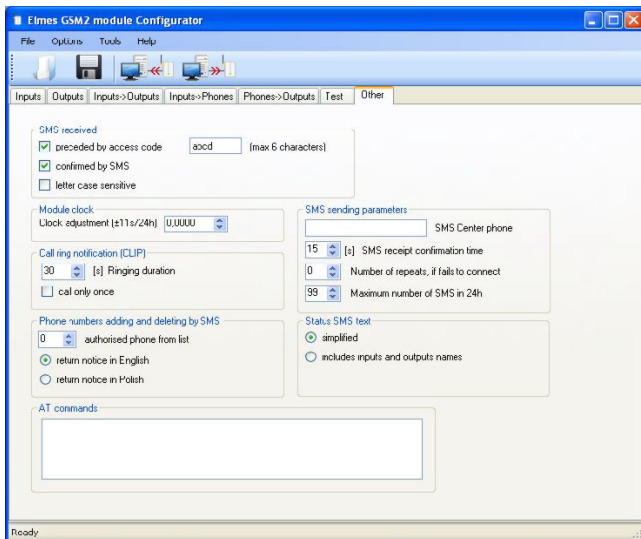 Elmes GSM2 module Configurator
File Options Tools Help
Inputs Outputs Inputs->Outputs Inputs->Phones Phones->Outputs Test Other
SMS received
preceded by access code abcd (max 6 characters)
confirmed by SMS
letter case sensitive
Module clock
Clock adjustment (±11s/24h) 0,0000
SMS sending parameters
SMS Center phone
15 [s] SMS receipt confirmation time
0 Number of repeats, if fails to connect
99 Maximum number of SMS in 24h
Call ring notification (CLIP)
30 [s] Ringing duration
cal only once
Phone numbers adding and deleting by SMS
0 authorised phone from list
return notice in English
return notice in Polish
Status SMS text
simplified
includes inputs and outputs names
AT commands
Ready